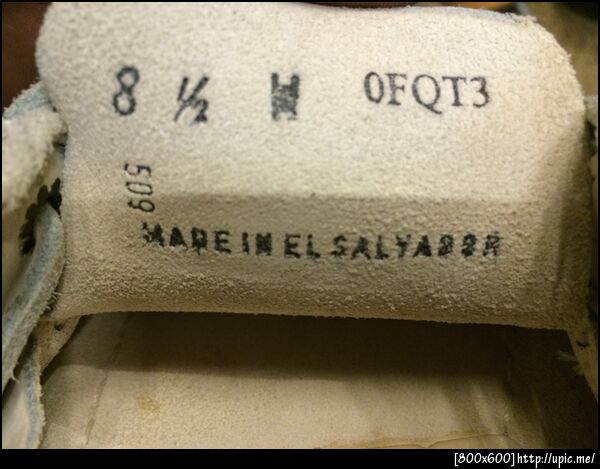 8 ½ M 0FQT3
509
MADE IN EL SALVADOR
[800x600]http://upic.me/